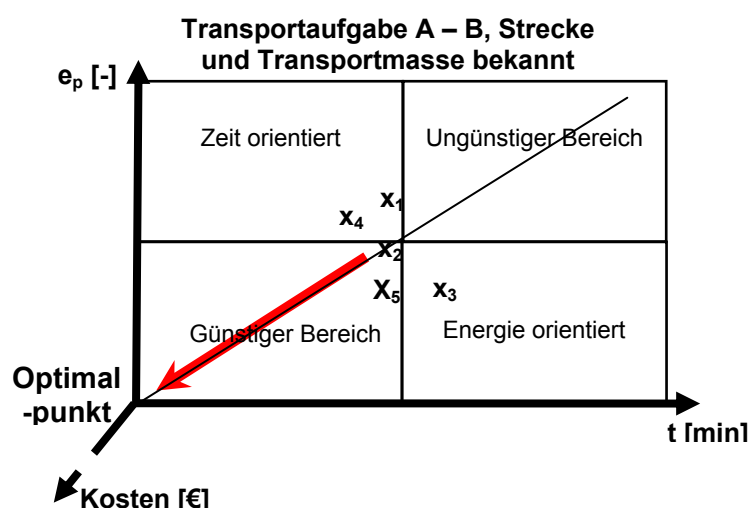 Transportaufgabe A – B, Strecke
und Transportmasse bekannt
eₚ [-]
Zeit orientiert
Ungünstiger Bereich
x₁
x₄
x₂
X₅
x₃
Günstiger Bereich
Energie orientiert
Optimal
-punkt
t [min]
Kosten [€]